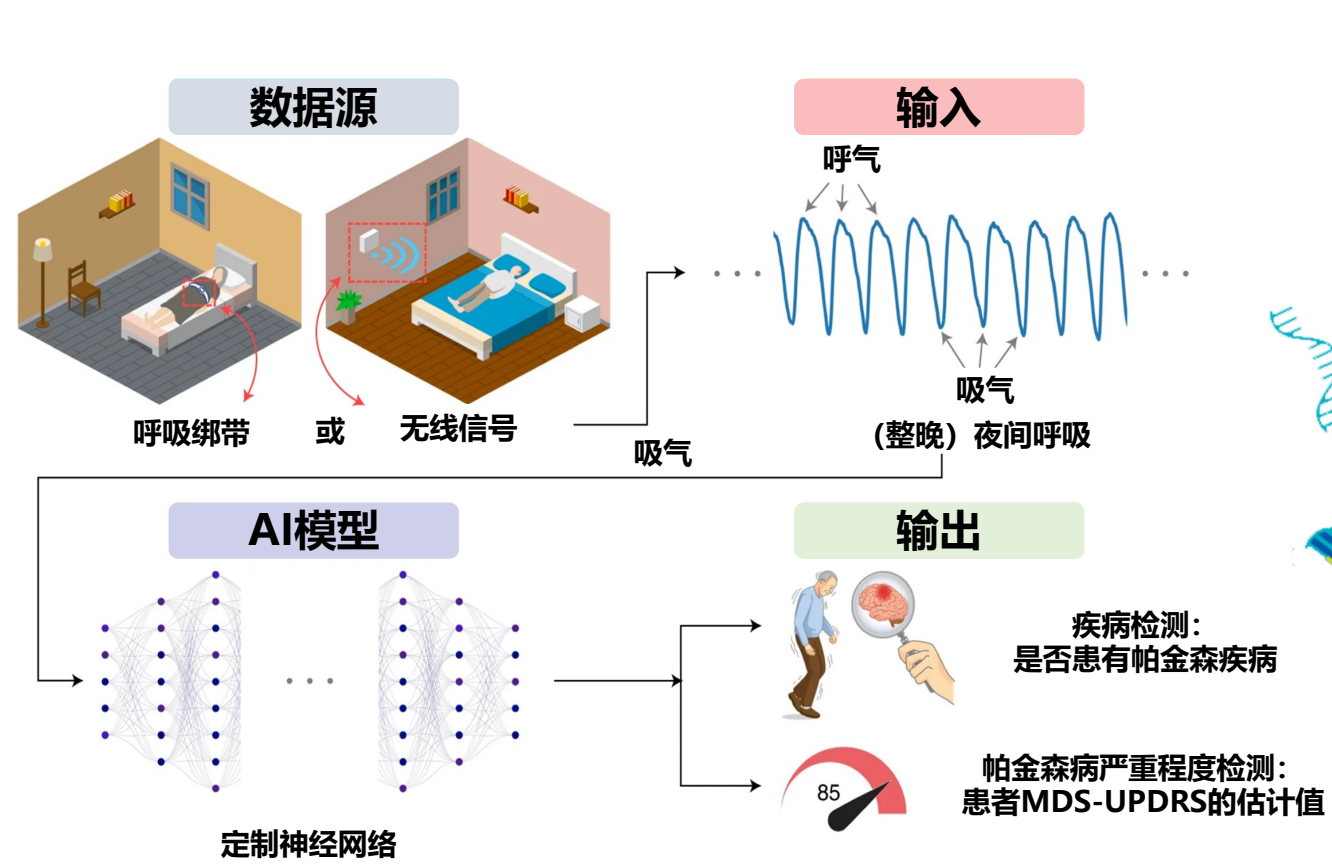 数据源
输入
呼气
吸气
呼吸绑带
或
无线信号
(整晚)夜间呼吸
吸气
AI模型
输出
疾病检测：
是否患有帕金森疾病
85
帕金森病严重程度检测：
患者MDS-UPDRS的估计值
定制神经网络